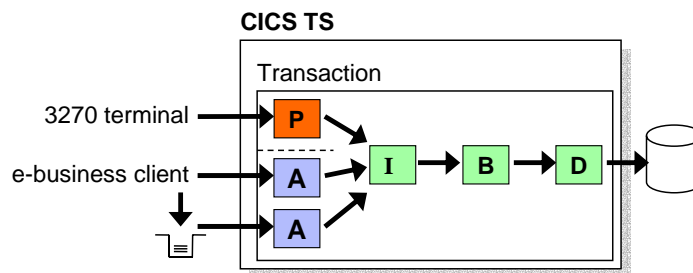 CICS TS
Transaction
3270 terminal
P
e-business client
A
I
B
D
A